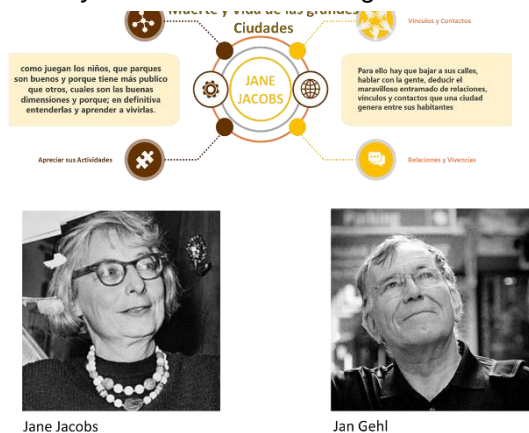 Muerte y Vida de las grandes
Ciudades
Vínculos y Contactos
como juegan los niños, que parques
son buenos y porque tiene más publico
que otros, cuales son las buenas
dimensiones y porque; en definitiva
entenderlas y aprender a vivirlas.
JANE
JACOBS
Para ello hay que bajar a sus calles,
hablar con la gente, deducir el
maravilloso entramado de relaciones,
vínculos y contactos que una ciudad
genera entre sus habitantes
Apreciar sus Actividades
Relaciones y Vivencias
Jane Jacobs
Jan Gehl